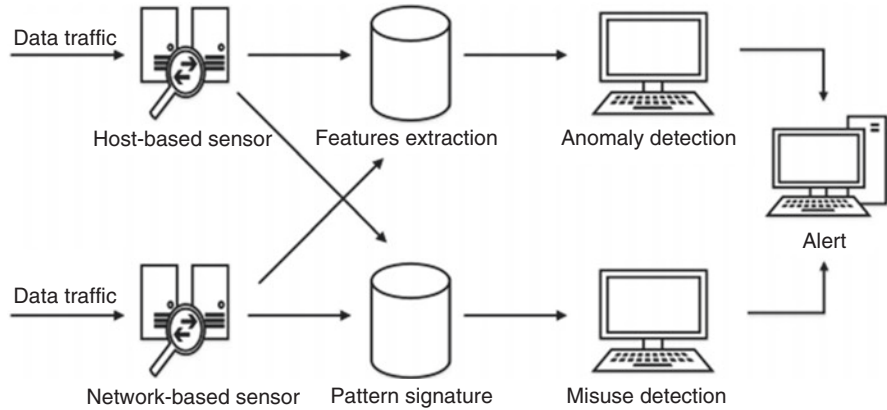 Data traffic
Host-based sensor
Features extraction
Anomaly detection
Alert
Data traffic
Network-based sensor
Pattern signature
Misuse detection